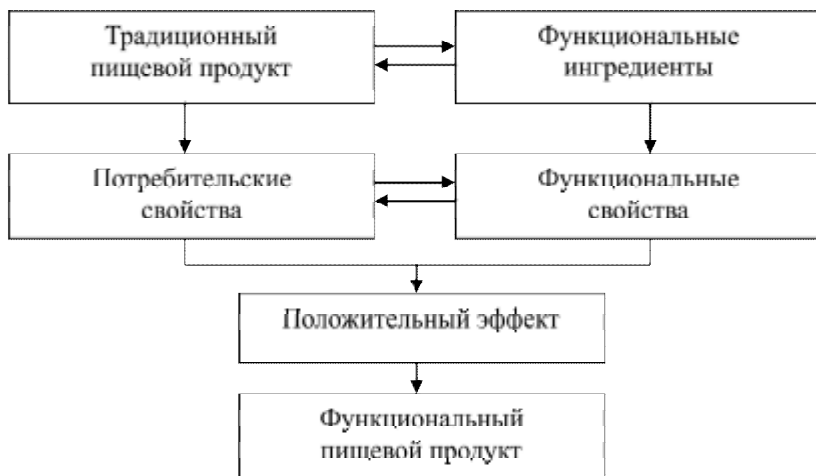 Традиционный
пищевой продукт
Функциональные
ингредиенты
Потребительские
свойства
Функциональные
свойства
Положительный эффект
Функциональный
пищевой продукт